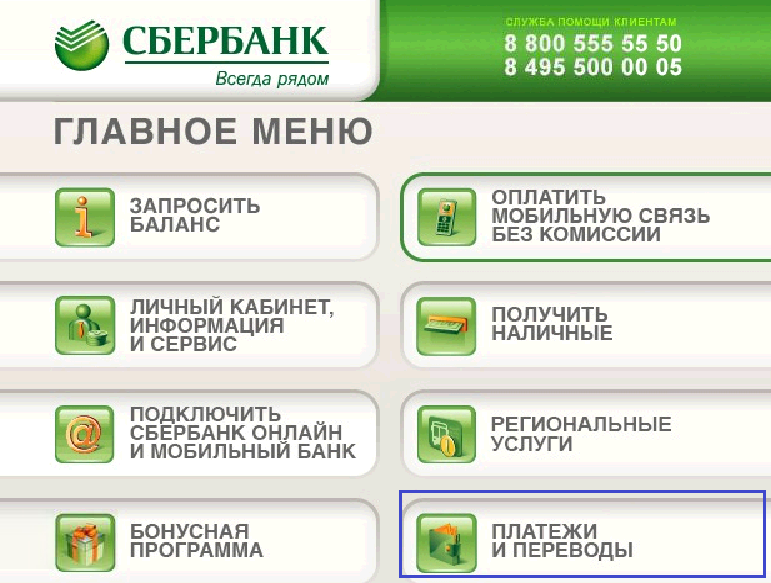 СБЕРБАНК
Всегда рядом
СЛУЖБА ПОМОЩИ КЛИЕНТАМ
8 800 555 55 50
8 495 500 00 05
ГЛАВНОЕ МЕНЮ
ЗАПРОСИТЬ
БАЛАНС
ОПЛАТИТЬ
МОБИЛЬНУЮ СВЯЗЬ
БЕЗ КОМИССИИ
ЛИЧНЫЙ КАБИНЕТ,
ИНФОРМАЦИЯ
И СЕРВИС
ПОЛУЧИТЬ
НАЛИЧНЫЕ
ПОДКЛЮЧИТЬ
СБЕРБАНК ОНЛАЙН
И МОБИЛЬНЫЙ БАНК
РЕГИОНАЛЬНЫЕ
УСЛУГИ
БОНУСНАЯ
ПРОГРАММА
ПЛАТЕЖИ
И ПЕРЕВОДЫ